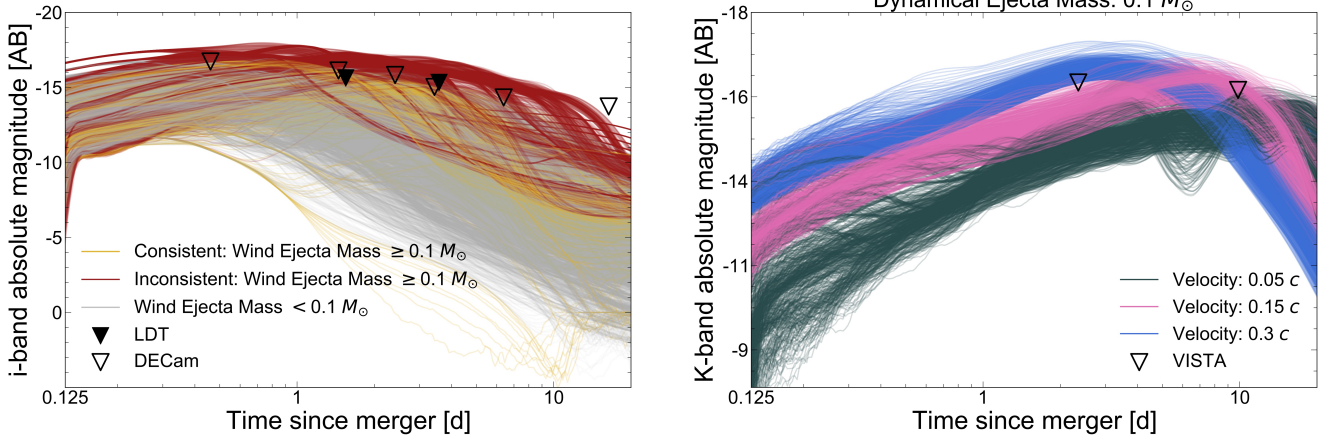 -20
-15
-10
-5
0
i-band absolute magnitude [AB]
Consistent: Wind Ejecta Mass ≥0.1 M⊙
Inconsistent: Wind Ejecta Mass ≥0.1 M⊙
Wind Ejecta Mass <0.1 M⊙
LDT
DECam
0.125
1
10
Time since merger [d]
Dynamical Ejecta Mass: 0.1 M⊙
-18
-16
-14
-11
-9
K-band absolute magnitude [AB]
Velocity: 0.05 c
Velocity: 0.15 c
Velocity: 0.3 c
VISTA
0.125
1
10
Time since merger [d]